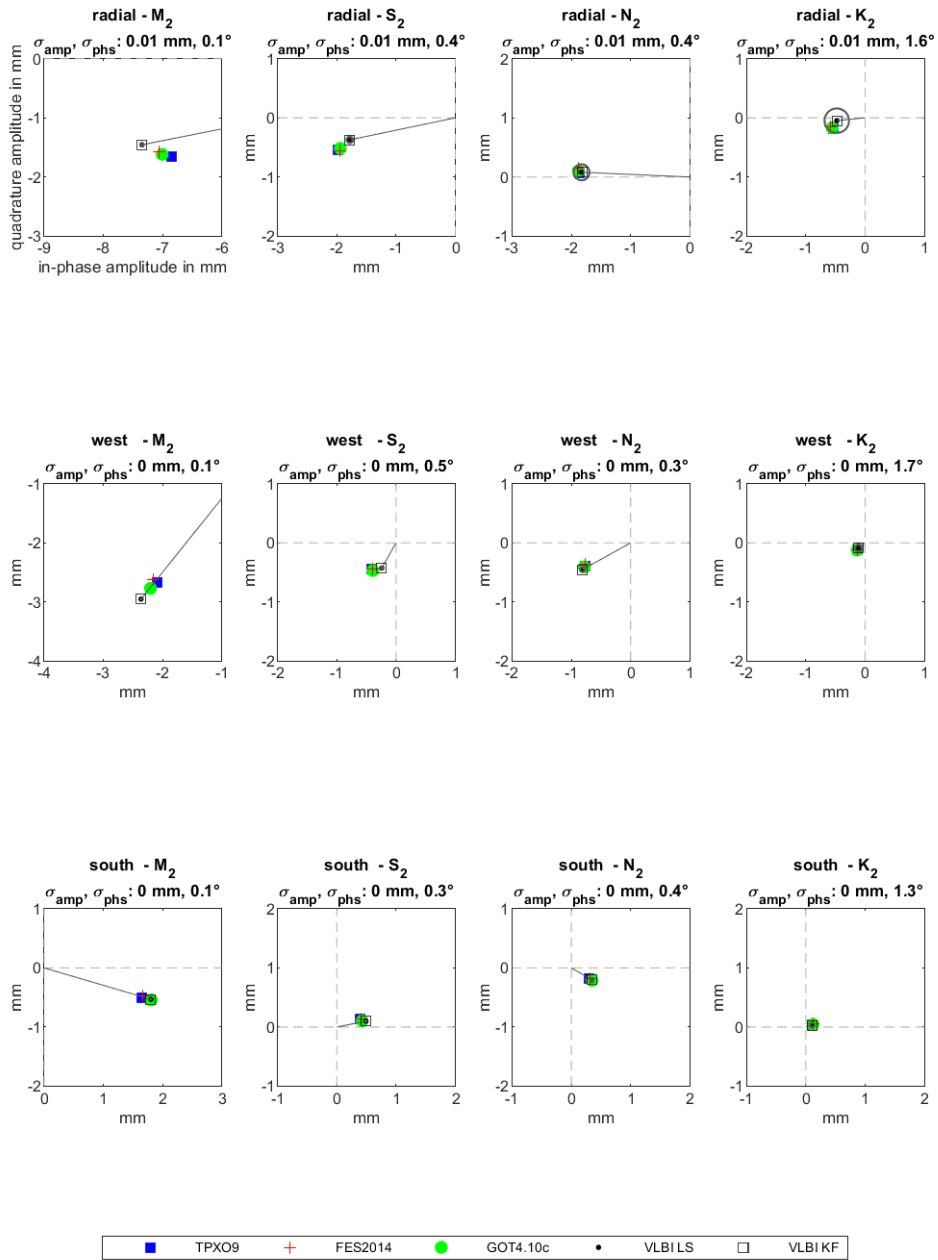 radial - M2
σamp, σphs: 0.01 mm, 0.1°
0
-1
-2
-3
quadrature amplitude in mm
-9 -8 -7 -6
in-phase amplitude in mm
radial - S2
σamp, σphs: 0.01 mm, 0.4°
1
0
-1
-2
mm
-3 -2 -1 0
mm
radial - N2
σamp, σphs: 0.01 mm, 0.4°
2
1
0
-1
mm
-3 -2 -1 0
mm
radial - K2
σamp, σphs: 0.01 mm, 1.6°
1
0
-1
-2
mm
-2 -1 0 1
mm
west - M2
σamp, σphs: 0 mm, 0.1°
-1
-2
-3
-4
mm
-4 -3 -2 -1
mm
west - S2
σamp, σphs: 0 mm, 0.5°
1
0
-1
-2
mm
-2 -1 0 1
mm
west - N2
σamp, σphs: 0 mm, 0.3°
1
0
-1
-2
mm
-2 -1 0 1
mm
west - K2
σamp, σphs: 0 mm, 1.7°
1
0
-1
-2
mm
-2 -1 0 1
mm
south - M2
σamp, σphs: 0 mm, 0.1°
1
0
-1
-2
mm
0 1 2 3
mm
south - S2
σamp, σphs: 0 mm, 0.3°
2
1
0
-1
mm
-1 0 1 2
mm
south - N2
σamp, σphs: 0 mm, 0.4°
1
0
-1
-2
mm
-1 0 1 2
mm
south - K2
σamp, σphs: 0 mm, 1.3°
2
1
0
-1
mm
-1 0 1 2
mm
TPXO9 FES2014 GOT4.10c VLBI LS VLBI KF